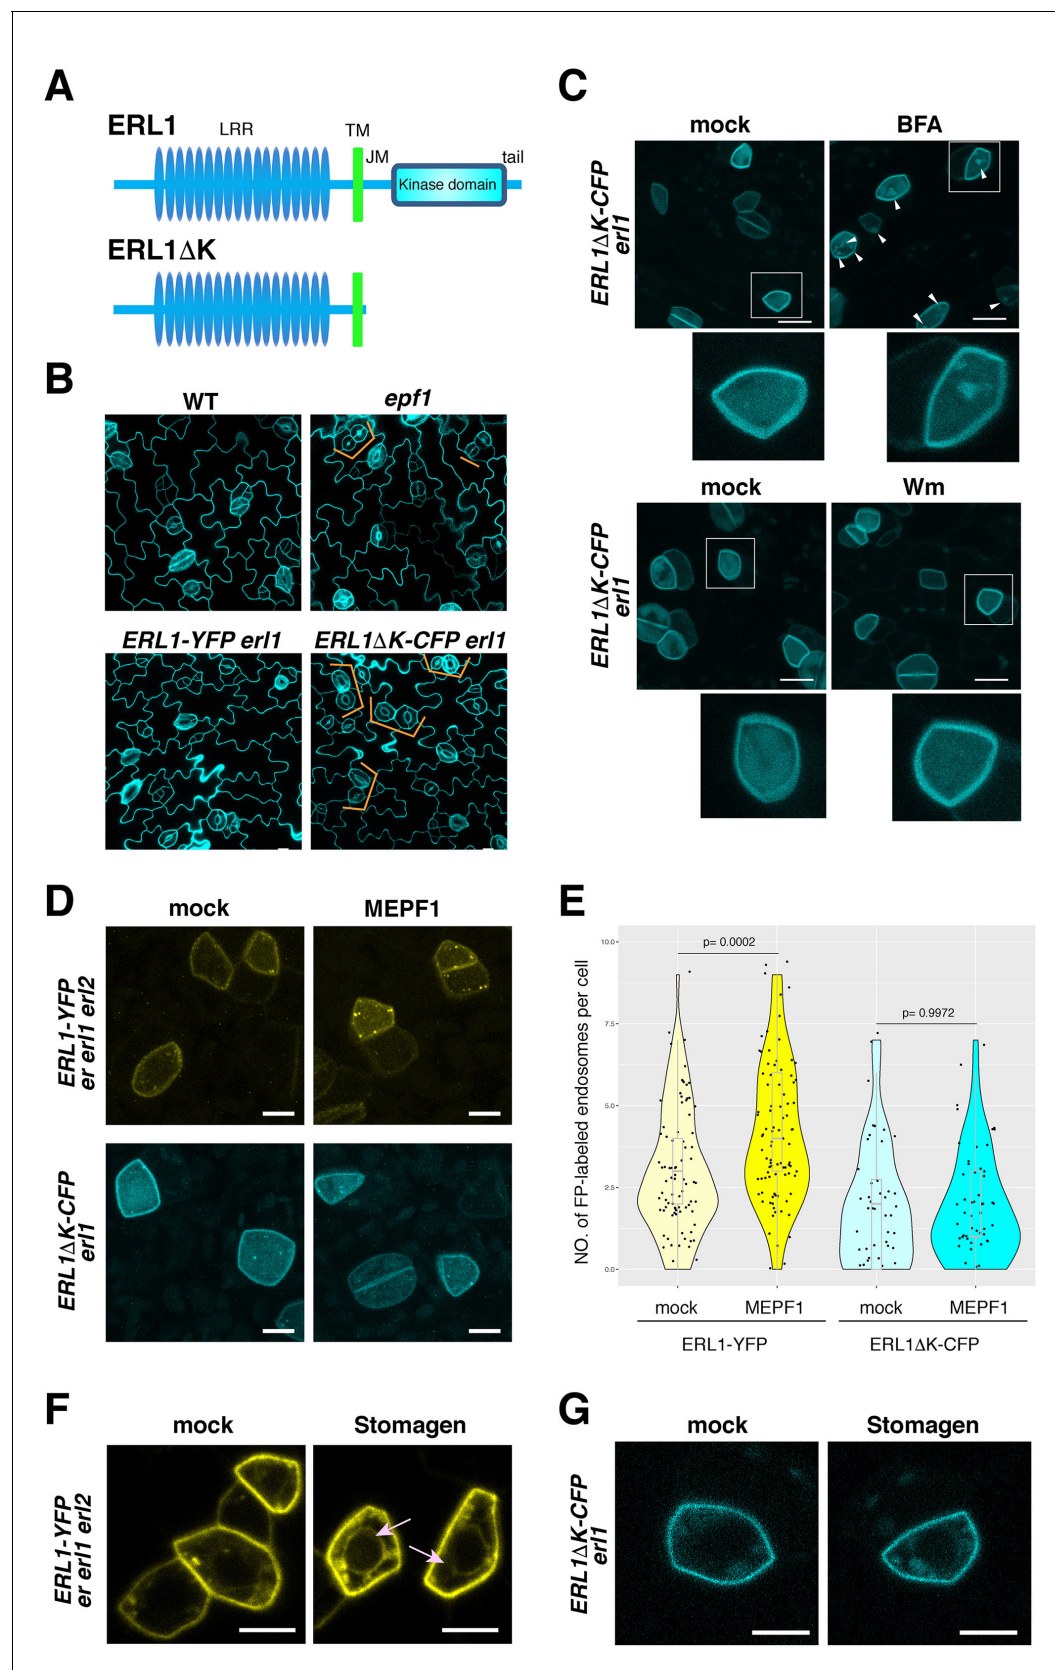 A
ERL1
LRR
TM
JM
tail
Kinase domain
ERL1ΔK
B
WT
epf1
ERL1-YFP erl1
ERL1ΔK-CFP erl1
C
mock
BFA
ERL1ΔK-CFP
erl1
mock
Wm
ERL1ΔK-CFP
erl1
D
mock
MEPF1
ERL1-YFP
er erl1 erl2
ERL1ΔK-CFP
erl1
E
NO. of FP-labeled endosomes per cell
10.0
7.5
5.0
2.5
0.0
p= 0.0002
p= 0.9972
mock
MEPF1
mock
MEPF1
ERL1-YFP
ERL1ΔK-CFP
F
mock
Stomagen
ERL1-YFP
er erl1 erl2
G
mock
Stomagen
ERL1ΔK-CFP
erl1